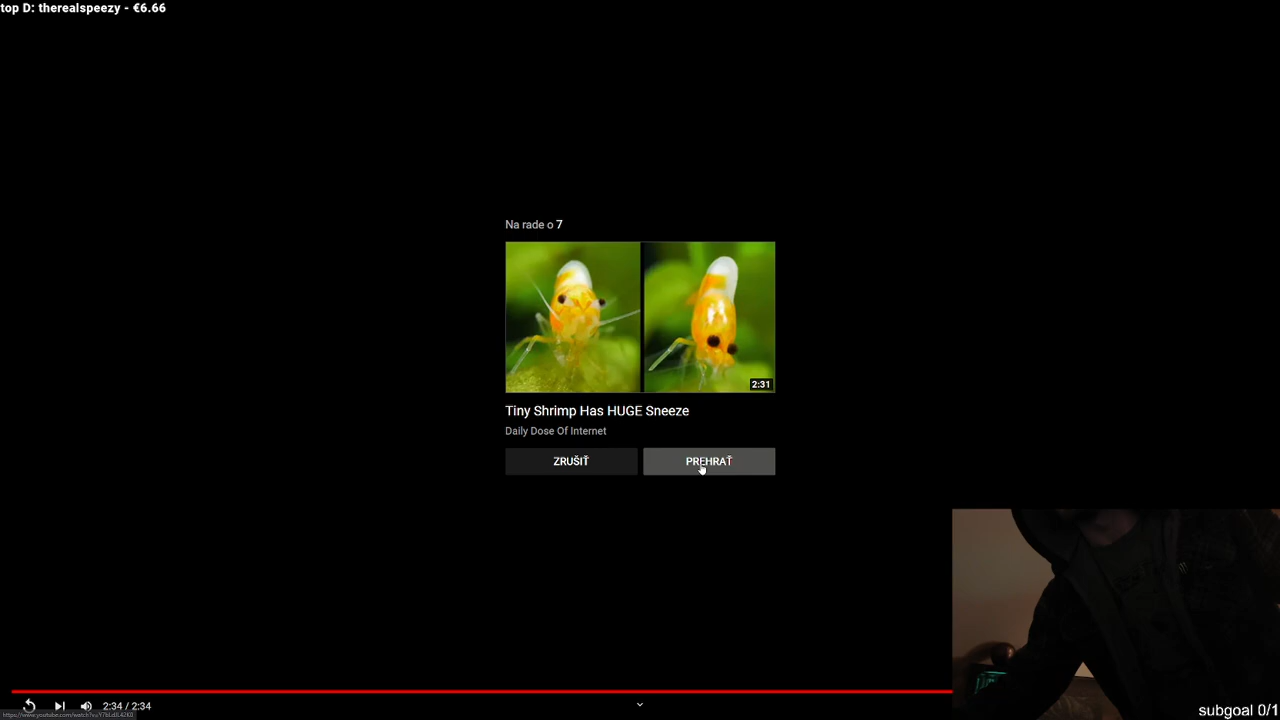 top D: therealspeezy - €6.66
Na rade o 7
2:31
Tiny Shrimp Has HUGE Sneeze
Daily Dose Of Internet
ZRUŠIŤ
PREHRAŤ
2:34 / 2:34
subgoal 0/1